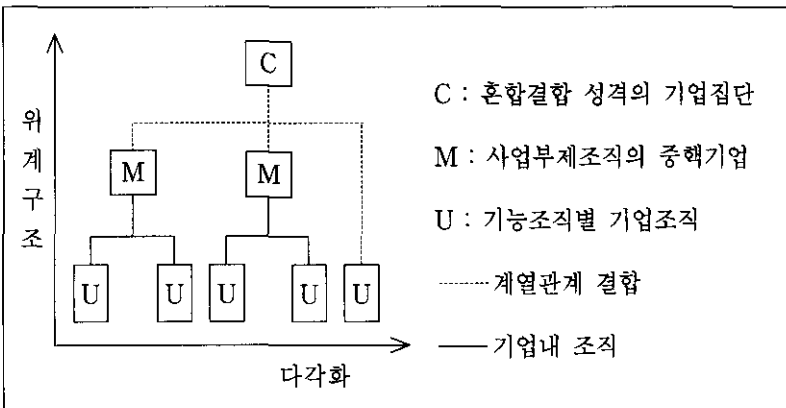 C
M M
U U U U U
위계구조
다각화
C : 혼합결합 성격의 기업집단
M : 사업부제조직의 중핵기업
U : 기능조직별 기업조직
계열관계 결합
기업내 조직